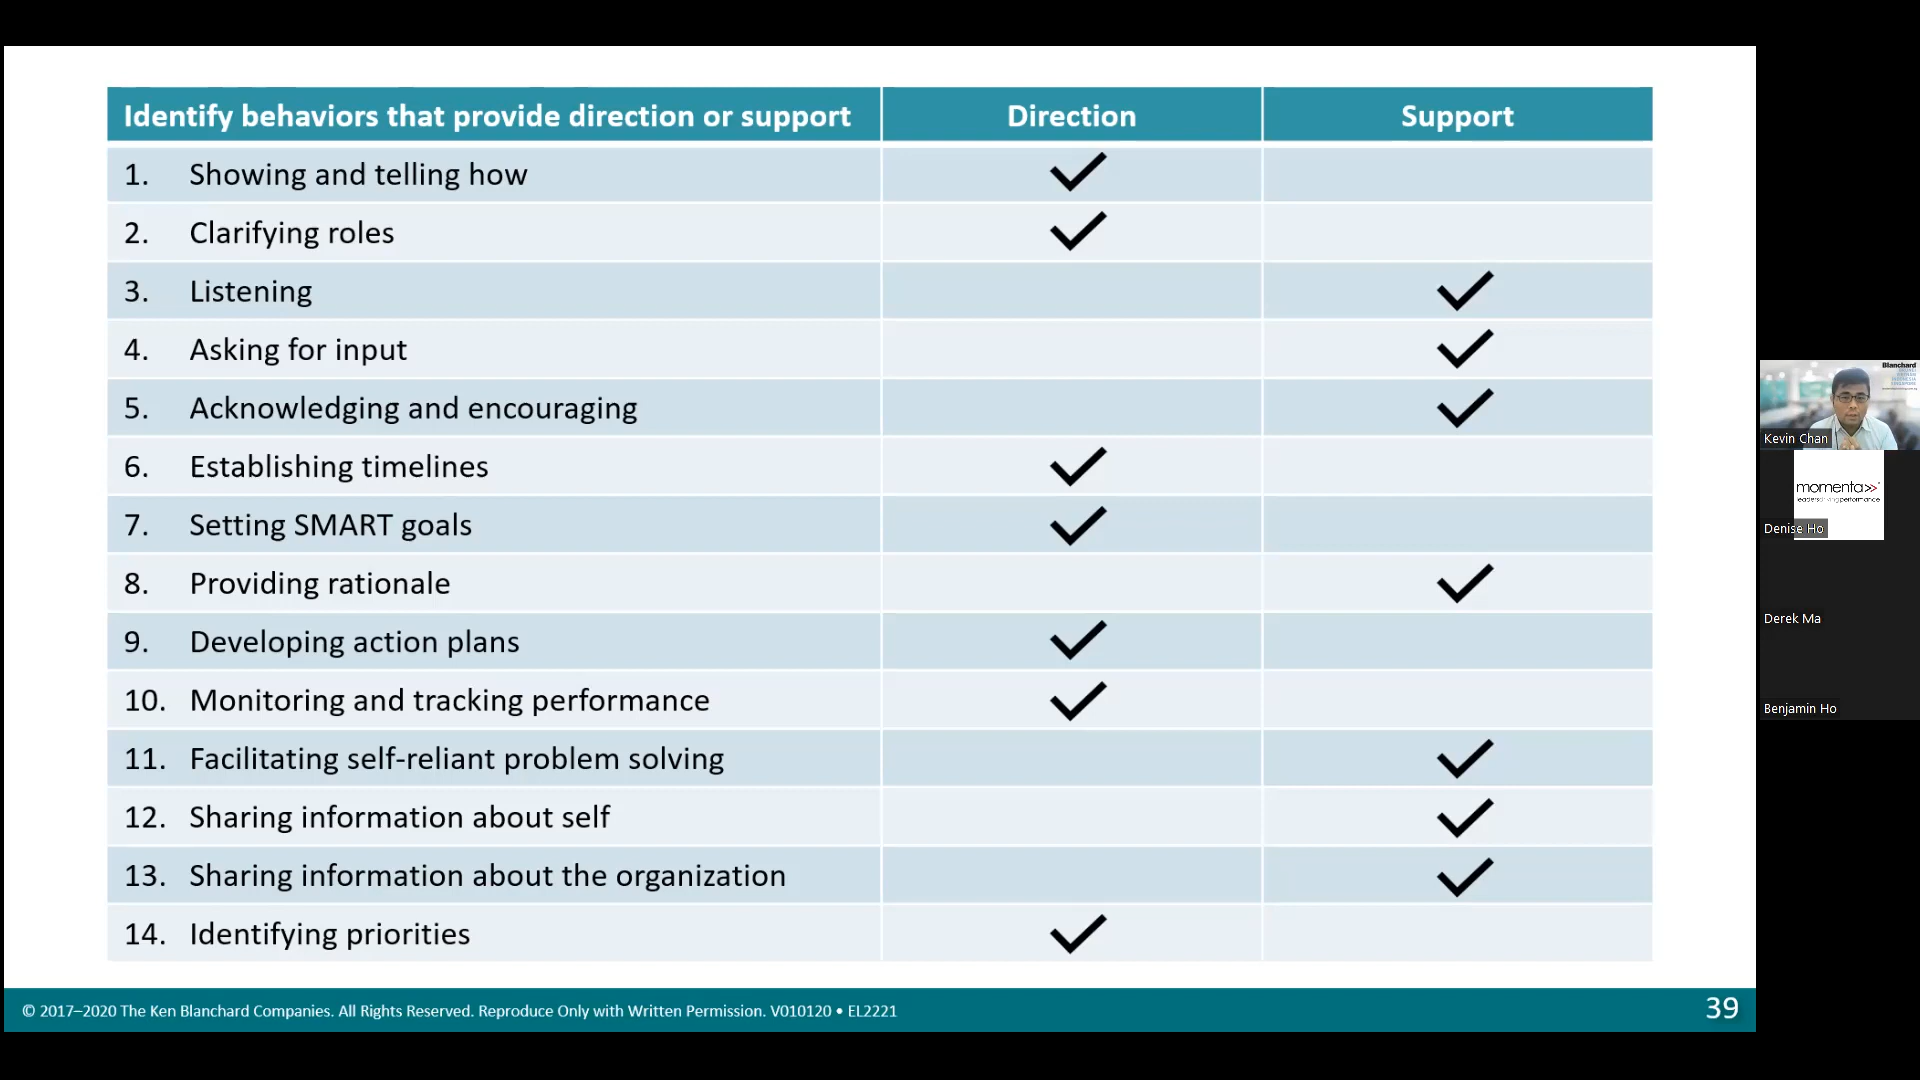 Identify behaviors that provide direction or support Direction Support
1. Showing and telling how
2. Clarifying roles
3. Listening
4. Asking for input
5. Acknowledging and encouraging
6. Establishing timelines
7. Setting SMART goals
8. Providing rationale
9. Developing action plans
10. Monitoring and tracking performance
11. Facilitating self-reliant problem solving
12. Sharing information about self
13. Sharing information about the organization
14. Identifying priorities
© 2017–2020 The Ken Blanchard Companies. All Rights Reserved. Reproduce Only with Written Permission. V010120 • EL2221
39
Blanchard
Kevin Chan
momenta
performance
Denise Ho
Derek Ma
Benjamin Ho